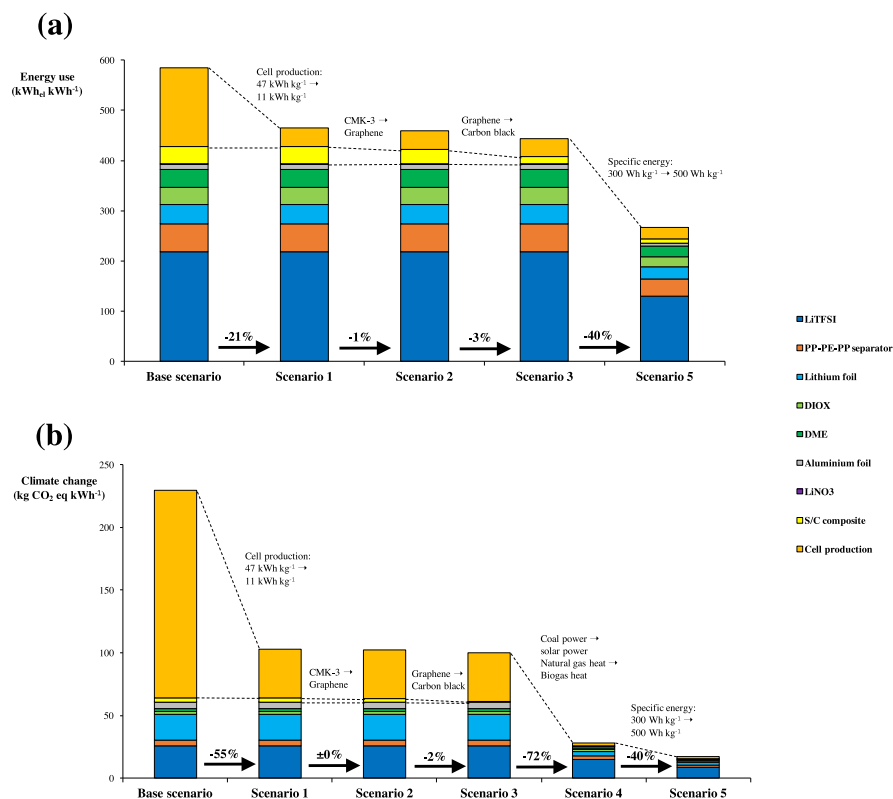 (a)
Energy use
(kWhel kWh⁻¹)
600
500
400
300
200
100
0
Cell production:
47 kWh kg⁻¹ →
11 kWh kg⁻¹
CMK-3 →
Graphene
Graphene →
Carbon black
Specific energy:
300 Wh kg⁻¹ → 500 Wh kg⁻¹
-21%
-1%
-3%
-40%
Base scenario
Scenario 1
Scenario 2
Scenario 3
Scenario 5
LiTFSI
PP-PE-PP separator
Lithium foil
DIOX
DME
Aluminium foil
LiNO3
S/C composite
Cell production
(b)
Climate change
(kg CO₂ eq kWh⁻¹)
250
200
150
100
50
0
Cell production:
47 kWh kg⁻¹ →
11 kWh kg⁻¹
CMK-3 →
Graphene
Graphene →
Carbon black
Coal power →
solar power
Natural gas heat →
Biogas heat
Specific energy:
300 Wh kg⁻¹ →
500 Wh kg⁻¹
-55%
±0%
-2%
-72%
-40%
Base scenario
Scenario 1
Scenario 2
Scenario 3
Scenario 4
Scenario 5